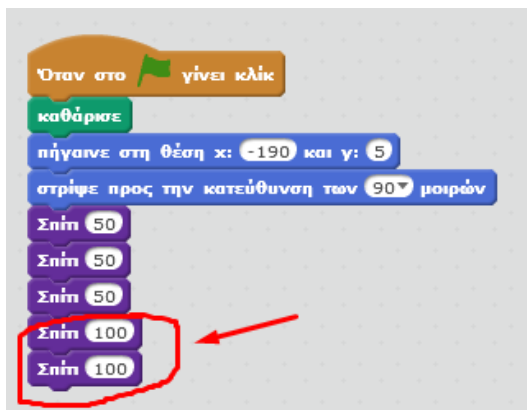 Όταν στο γίνει κλίκ
καθάρισε
πήγαινε στη θέση x: -190 και y: 5
στρίψε προς την κατεύθυνση των 90 μοιρών
Σπίτι 50
Σπίτι 50
Σπίτι 50
Σπίτι 100
Σπίτι 100